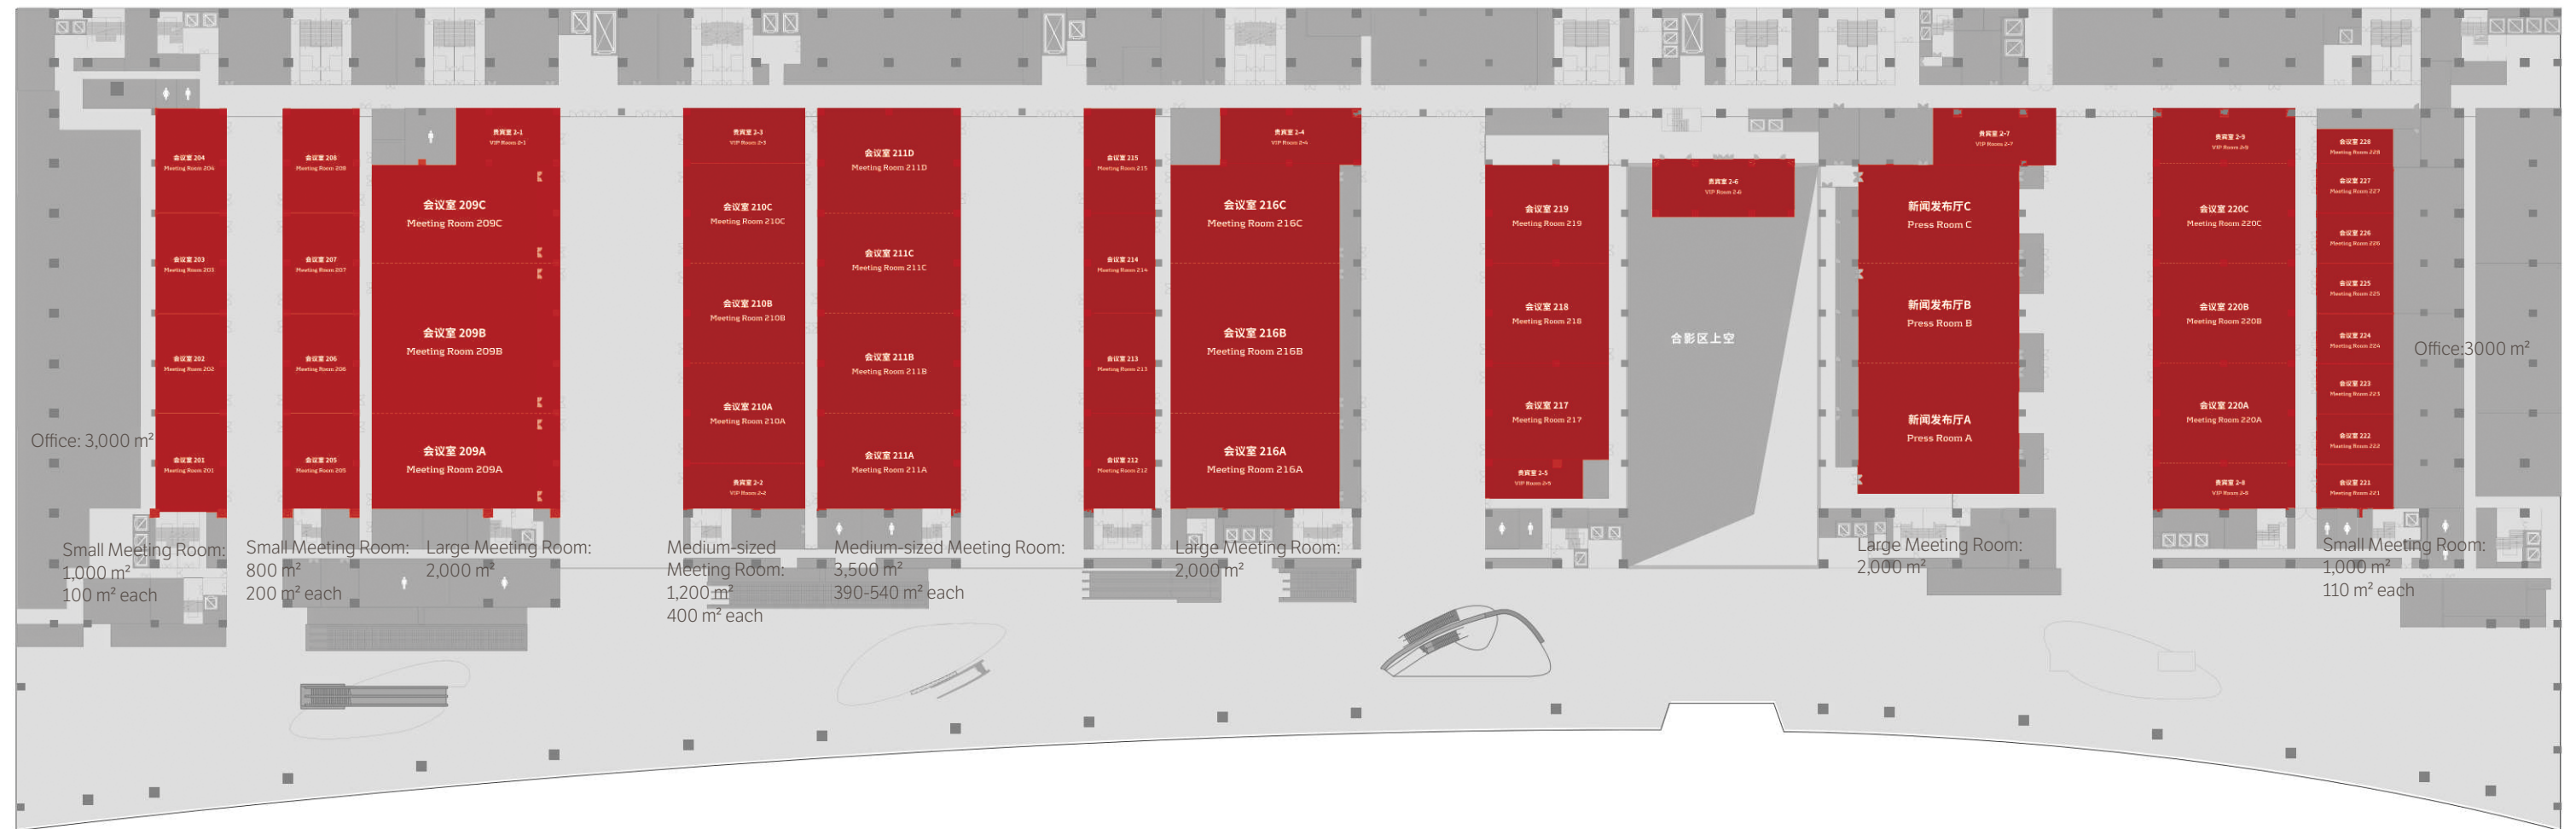 会议室 204
Meeting Room 204
会议室 203
Meeting Room 203
会议室 202
Meeting Room 202
会议室 201
Meeting Room 201
会议室 208
Meeting Room 208
会议室 207
Meeting Room 207
会议室 206
Meeting Room 206
会议室 205
Meeting Room 205
贵宾室 2-1
VIP Room 2-1
会议室 209C
Meeting Room 209C
会议室 209B
Meeting Room 209B
会议室 209A
Meeting Room 209A
贵宾室 2-3
VIP Room 2-3
会议室 210C
Meeting Room 210C
会议室 210B
Meeting Room 210B
会议室 210A
Meeting Room 210A
贵宾室 2-2
VIP Room 2-2
会议室 211D
Meeting Room 211D
会议室 211C
Meeting Room 211C
会议室 211B
Meeting Room 211B
会议室 211A
Meeting Room 211A
会议室 215
Meeting Room 215
会议室 214
Meeting Room 214
会议室 213
Meeting Room 213
会议室 212
Meeting Room 212
贵宾室 2-4
VIP Room 2-4
会议室 216C
Meeting Room 216C
会议室 216B
Meeting Room 216B
会议室 216A
Meeting Room 216A
会议室 219
Meeting Room 219
会议室 218
Meeting Room 218
会议室 217
Meeting Room 217
贵宾室 2-5
VIP Room 2-5
贵宾室 2-6
VIP Room 2-6
合影区上空
贵宾室 2-7
VIP Room 2-7
新闻发布厅C
Press Room C
新闻发布厅B
Press Room B
新闻发布厅A
Press Room A
贵宾室 2-9
VIP Room 2-9
会议室 220C
Meeting Room 220C
会议室 220B
Meeting Room 220B
会议室 220A
Meeting Room 220A
贵宾室 2-8
VIP Room 2-8
会议室 228
Meeting Room 228
会议室 227
Meeting Room 227
会议室 226
Meeting Room 226
会议室 225
Meeting Room 225
会议室 224
Meeting Room 224
会议室 223
Meeting Room 223
会议室 222
Meeting Room 222
会议室 221
Meeting Room 221
Office:3000 m²
Office: 3,000 m²
Small Meeting Room:
1,000 m²
100 m² each
Small Meeting Room:
800 m²
200 m² each
Large Meeting Room:
2,000 m²
Medium-sized
Meeting Room:
1,200 m²
400 m² each
Medium-sized Meeting Room:
3,500 m²
390-540 m² each
Large Meeting Room:
2,000 m²
Large Meeting Room:
2,000 m²
Small Meeting Room:
1,000 m²
110 m² each